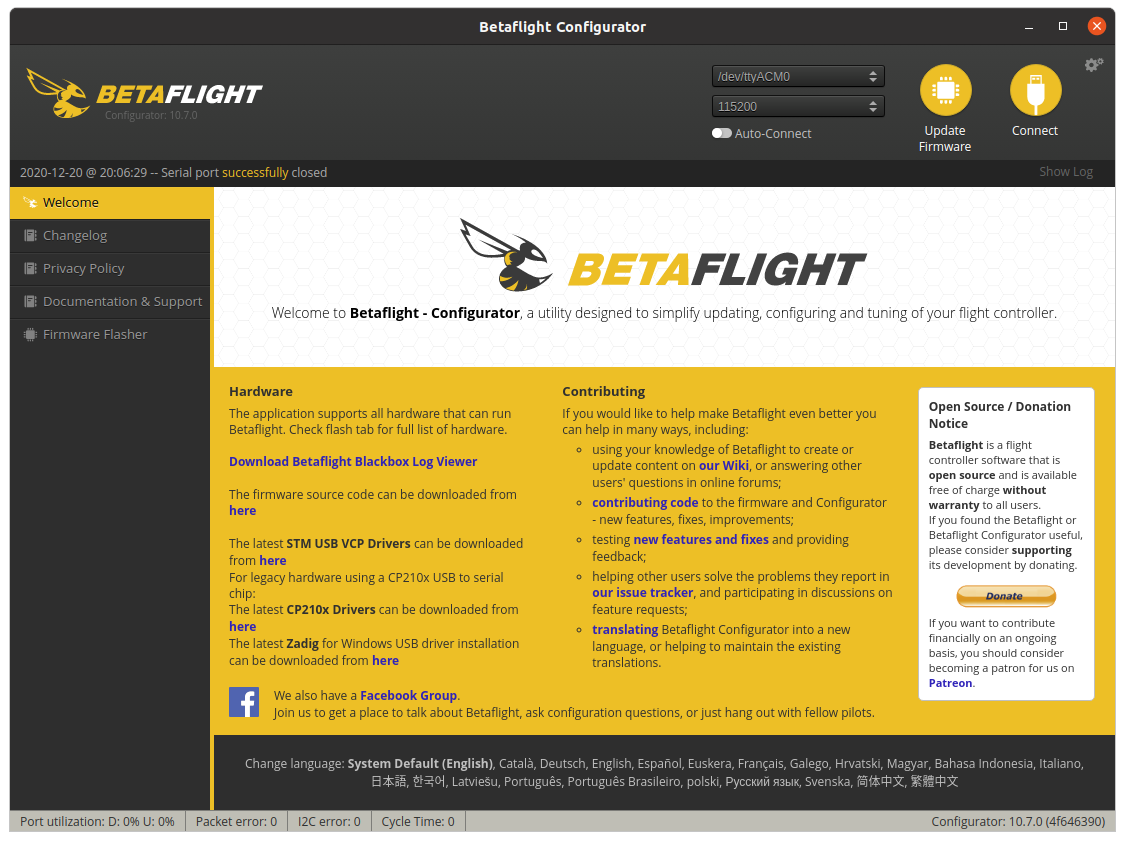 Betaflight Configurator
BETAFLIGHT
Configurator: 10.7.0
/dev/ttyACM0
115200
Auto-Connect
Update
Firmware
Connect
2020-12-20 @ 20:06:29 -- Serial port successfully closed
Show Log
Welcome
Changelog
Privacy Policy
Documentation & Support
Firmware Flasher
BETAFLIGHT
Welcome to Betaflight - Configurator, a utility designed to simplify updating, configuring and tuning of your flight controller.
Hardware
The application supports all hardware that can run
Betaflight. Check flash tab for full list of hardware.
Download Betaflight Blackbox Log Viewer
The firmware source code can be downloaded from
here
The latest STM USB VCP Drivers can be downloaded
from here
For legacy hardware using a CP210x USB to serial
chip:
The latest CP210x Drivers can be downloaded from
here
The latest Zadig for Windows USB driver installation
can be downloaded from here
Contributing
If you would like to help make Betaflight even better you
can help in many ways, including:
using your knowledge of Betaflight to create or
update content on our Wiki, or answering other
users' questions in online forums;
contributing code to the firmware and Configurator
- new features, fixes, improvements;
testing new features and fixes and providing
feedback;
helping other users solve the problems they report in
our issue tracker, and participating in discussions on
feature requests;
translating Betaflight Configurator into a new
language, or helping to maintain the existing
translations.
We also have a Facebook Group.
Join us to get a place to talk about Betaflight, ask configuration questions, or just hang out with fellow pilots.
Open Source / Donation
Notice
Betaflight is a flight
controller software that is
open source and is available
free of charge without
warranty to all users.
If you found the Betaflight or
Betaflight Configurator useful,
please consider supporting
its development by donating.
Donate
If you want to contribute
financially on an ongoing
basis, you should consider
becoming a patron for us on
Patreon.
Change language: System Default (English), Català, Deutsch, English, Español, Euskera, Français, Galego, Hrvatski, Magyar, Bahasa Indonesia, Italiano,
日本語, 한국어, Latviešu, Português, Português Brasileiro, polski, Русский язык, Svenska, 简体中文, 繁體中文
Port utilization: D: 0% U: 0%
Packet error: 0
I2C error: 0
Cycle Time: 0
Configurator: 10.7.0 (4f646390)